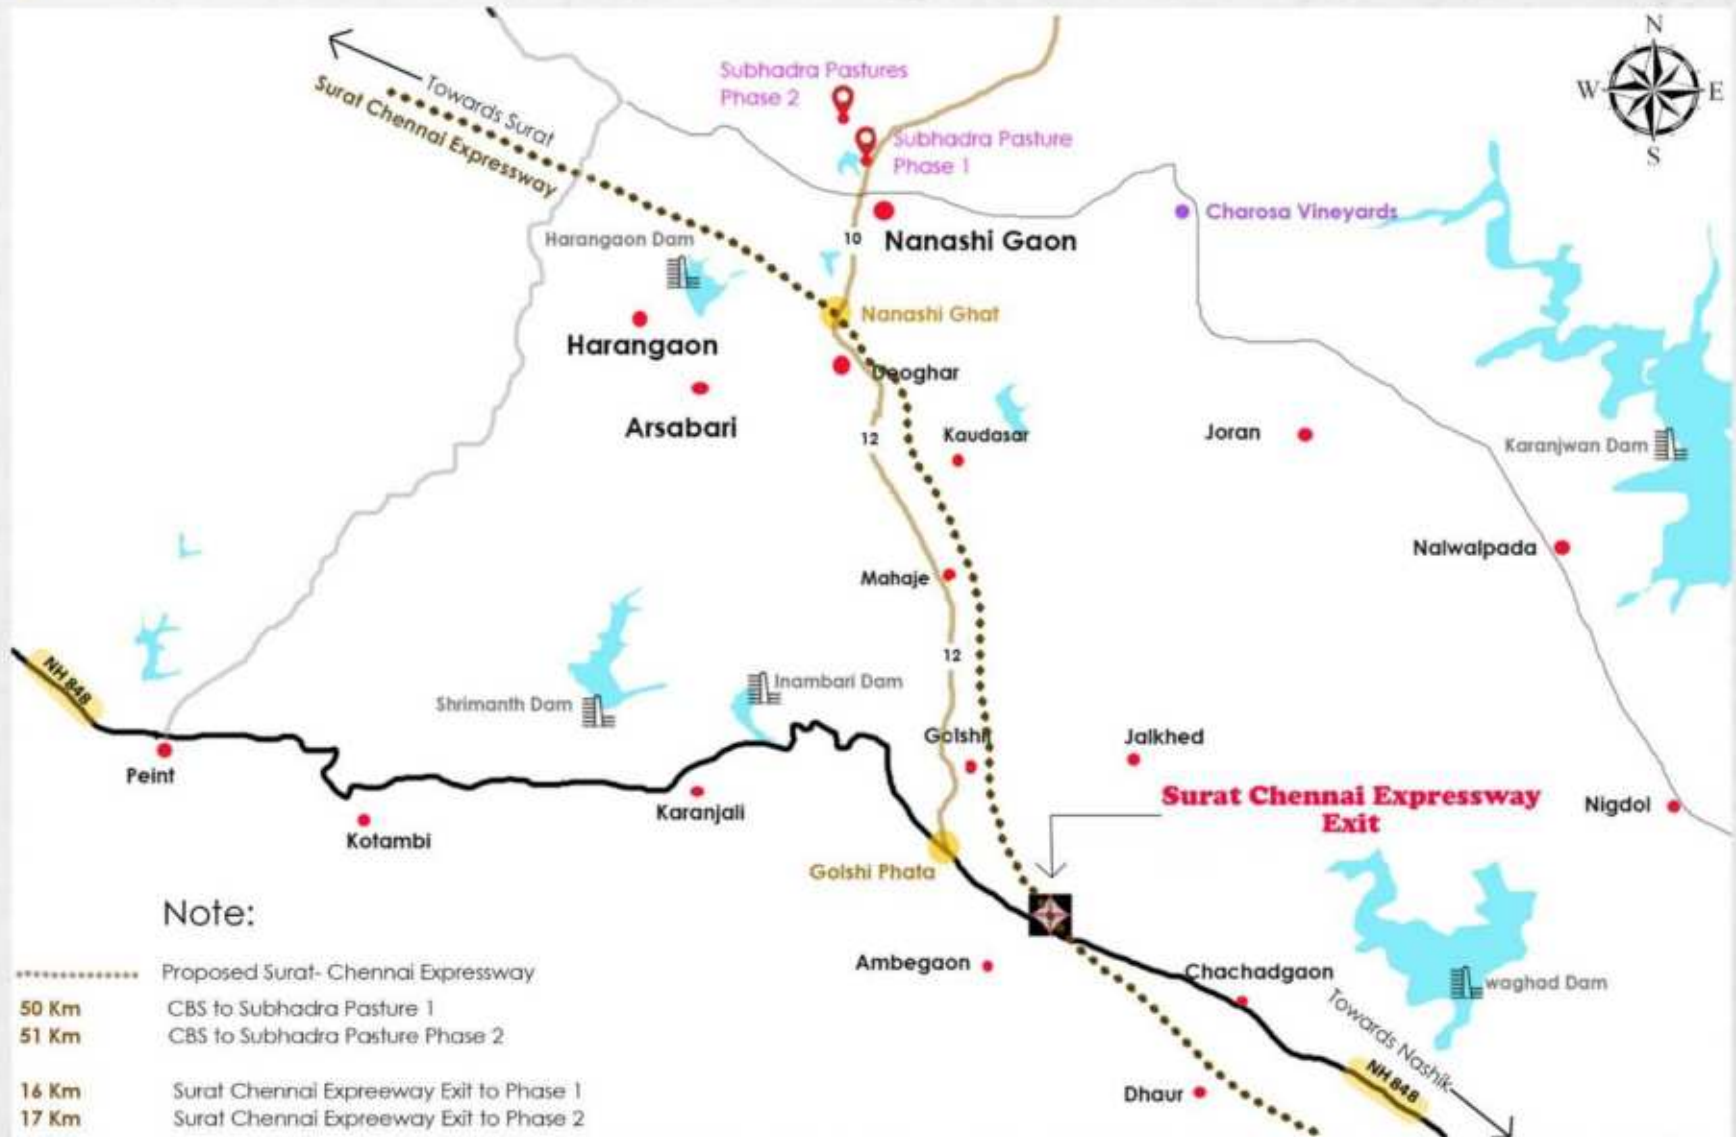 N
W
E
S
Towards Surat
Surat Chennai Expressway
Subhadra Pastures
Phase 2
Subhadra Pasture
Phase 1
Charosa Vineyards
Harangaon Dam
10
Nanashi Gaon
Nanashi Ghat
Harangaon
Deoghar
Arsabari
12
Kaudasar
Joran
Karanjwan Dam
Nalwalpada
Mahaje
12
NH 848
Shrimanth Dam
Inambari Dam
Golshi
Jalkhed
Peint
Surat Chennai Expressway
Exit
Nigdol
Karanjali
Kotambi
Golshi Phata
Ambegaon
Chachadgaon
waghad Dam
Towards Nashik
NH 848
Dhaur
Note:
Proposed Surat- Chennai Expressway
50 Km CBS to Subhadra Pasture 1
51 Km CBS to Subhadra Pasture Phase 2
16 Km Surat Chennai Expreeway Exit to Phase 1
17 Km Surat Chennai Expreeway Exit to Phase 2